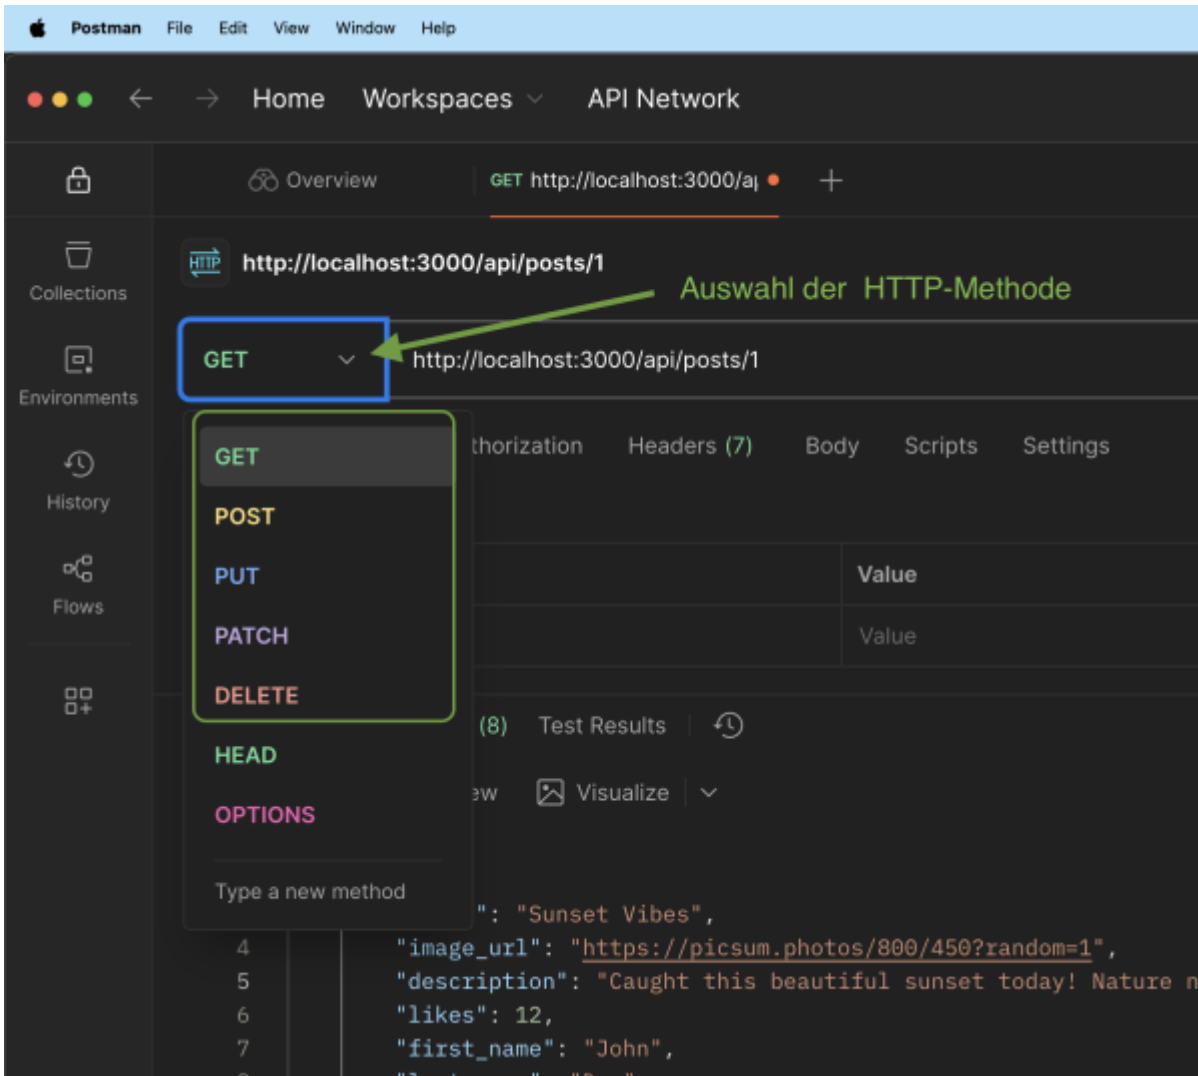 Postman File Edit View Window Help
Home Workspaces API Network
Overview GET http://localhost:3000/a
HTTP http://localhost:3000/api/posts/1
Auswahl der HTTP-Methode
Collections
GET http://localhost:3000/api/posts/1
Environments
thorization Headers (7) Body Scripts Settings
GET
History
POST
PUT Value
Flows
PATCH Value
DELETE
(8) Test Results
HEAD
ew Visualize
OPTIONS
Type a new method
": "Sunset Vibes",
4 "image_url": "https://picsum.photos/800/450?random=1",
5 "description": "Caught this beautiful sunset today! Nature n
6 "likes": 12,
7 "first_name": "John",